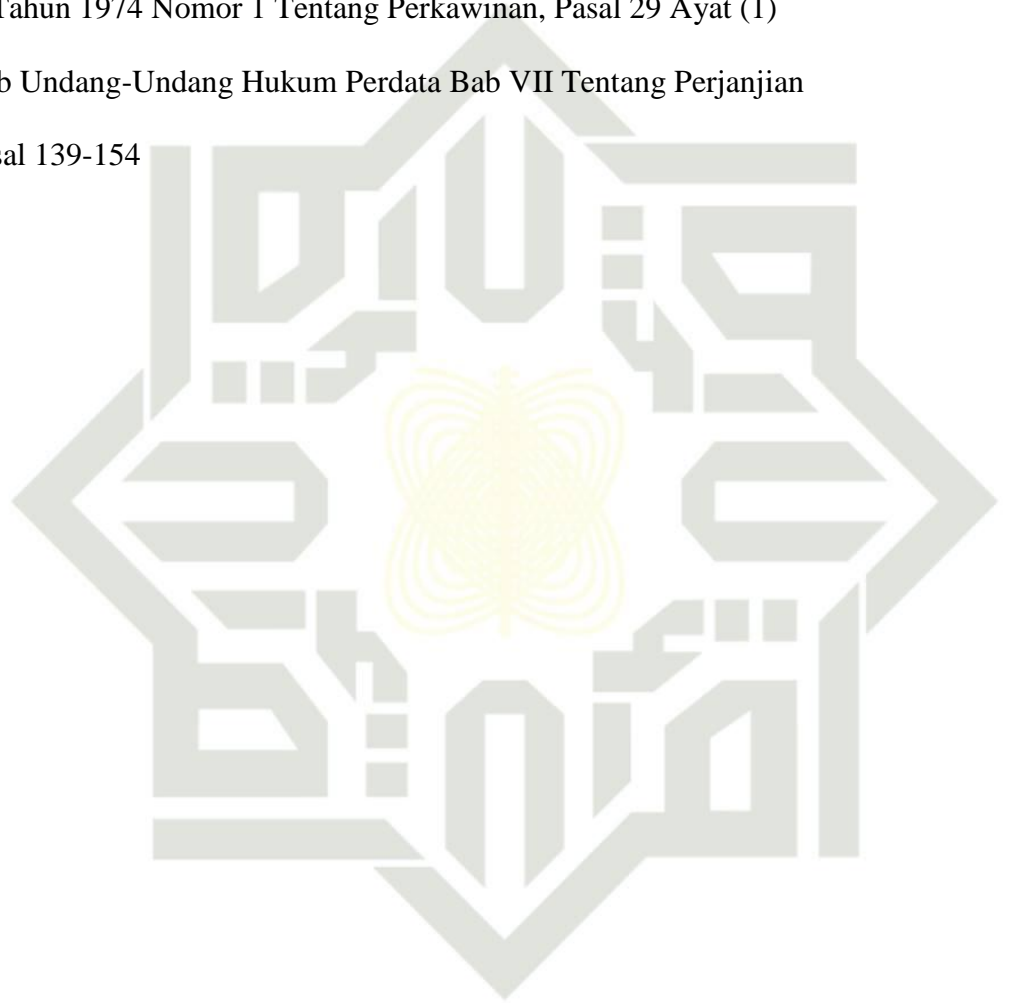 Tahun 1974 Nomor 1 Tentang Perkawinan, Pasal 29 Ayat (1)
b Undang-Undang Hukum Perdata Bab VII Tentang Perjanjian
sal 139-154